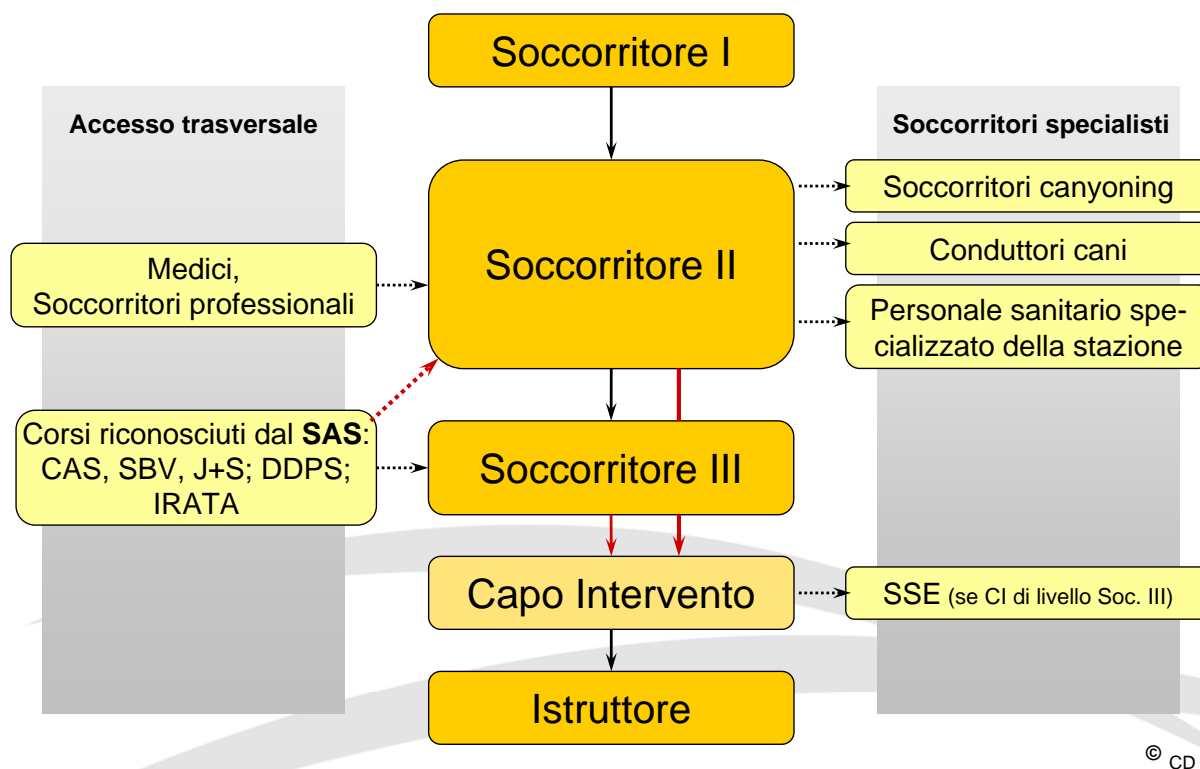 Soccorritore I
Accesso trasversale
Soccorritori specialisti
Soccorritore II
Soccorritori canyoning
Conduttori cani
Medici,
Soccorritori professionali
Personale sanitario spe-
cializzato della stazione
Corsi riconosciuti dal SAS:
CAS, SBV, J+S; DDPS;
IRATA
Soccorritore III
Capo Intervento
SSE (se CI di livello Soc. III)
Istruttore
© CD